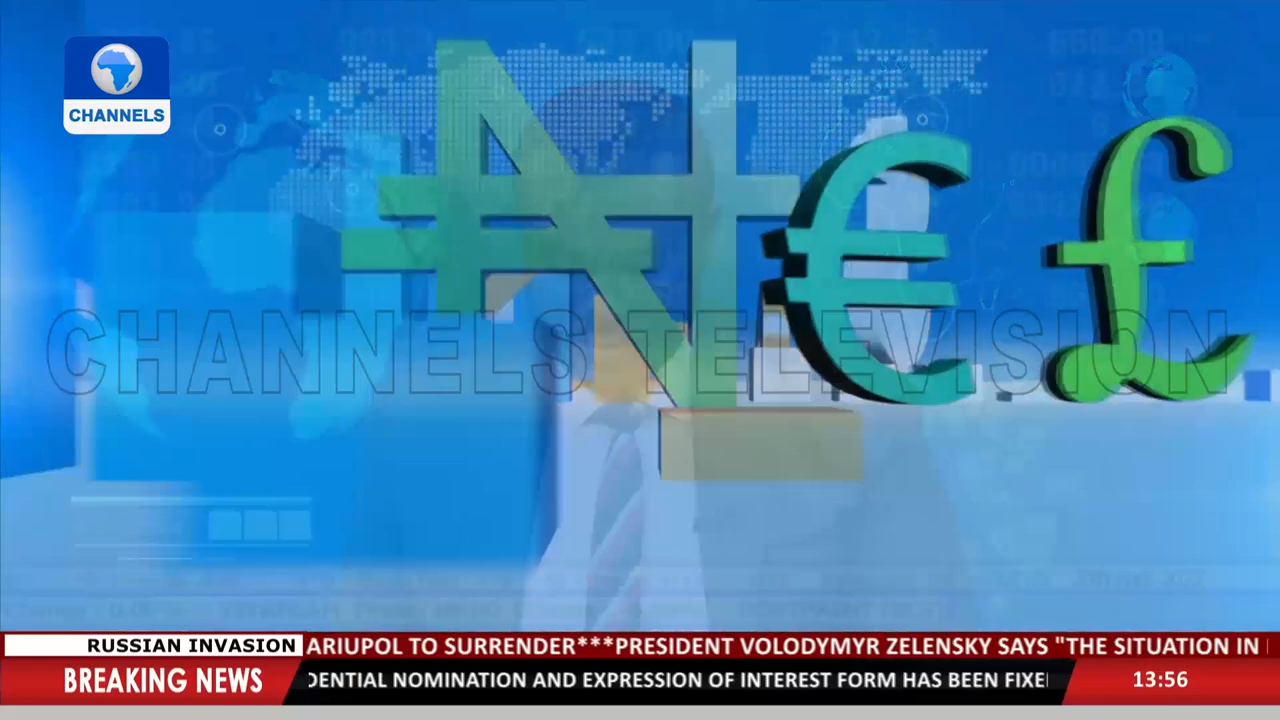 CHANNELS
₦ € £
CHANNELS TELEVISION
RUSSIAN INVASION
ARIUPOL TO SURRENDER***PRESIDENT VOLODYMYR ZELENSKY SAYS "THE SITUATION IN
BREAKING NEWS
DENTIAL NOMINATION AND EXPRESSION OF INTEREST FORM HAS BEEN FIXE
13:56